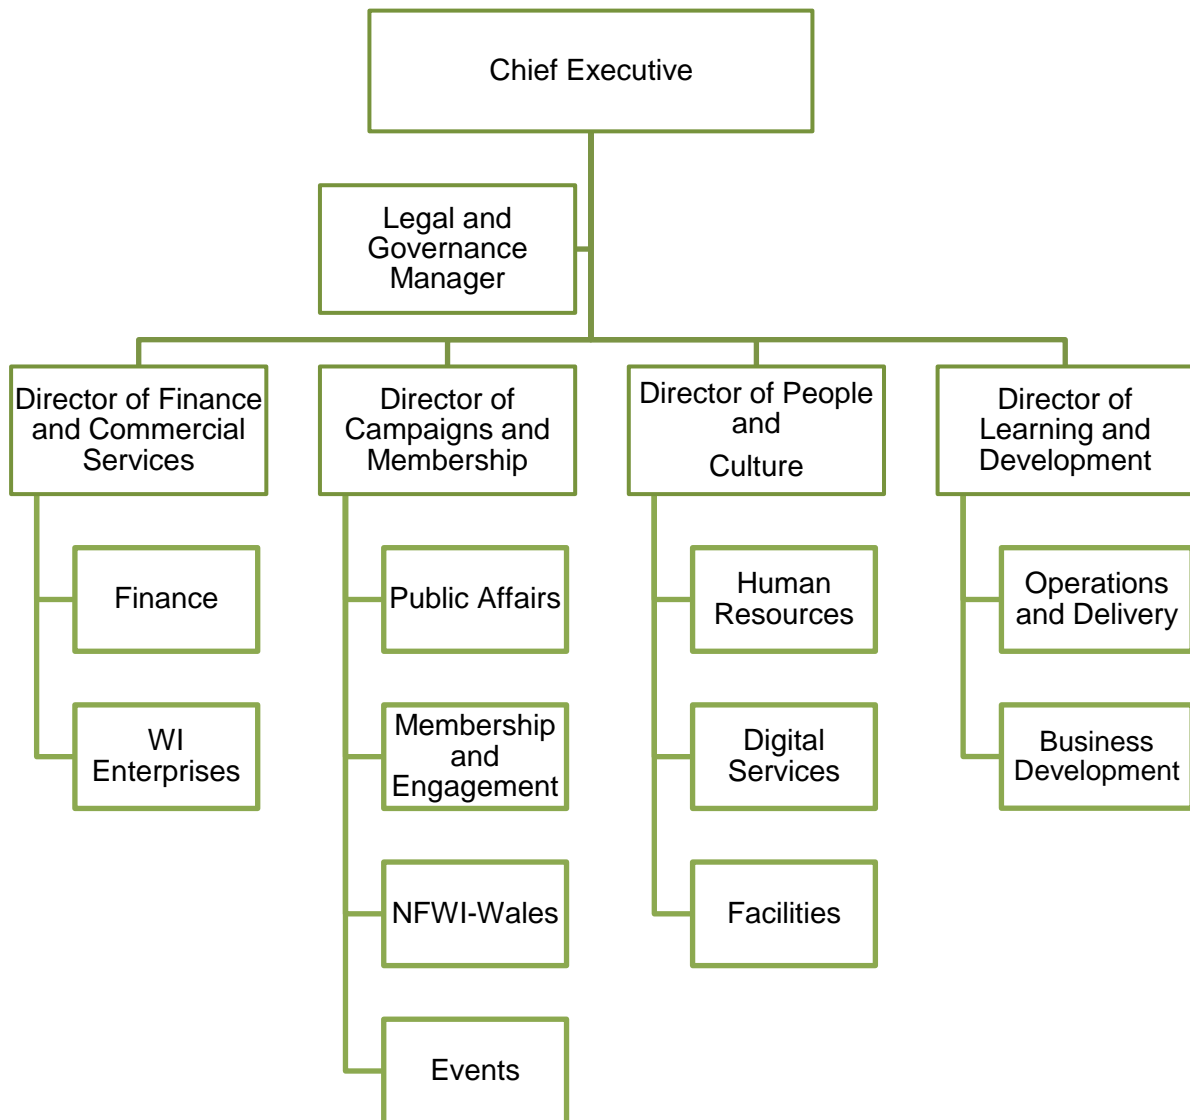 Chief Executive
Legal and
Governance
Manager
Director of Finance
and Commercial
Services
Director of
Campaigns and
Membership
Director of People
and
Culture
Director of
Learning and
Development
Finance
WI
Enterprises
Public Affairs
Membership
and
Engagement
NFWI-Wales
Events
Human
Resources
Digital
Services
Facilities
Operations
and Delivery
Business
Development